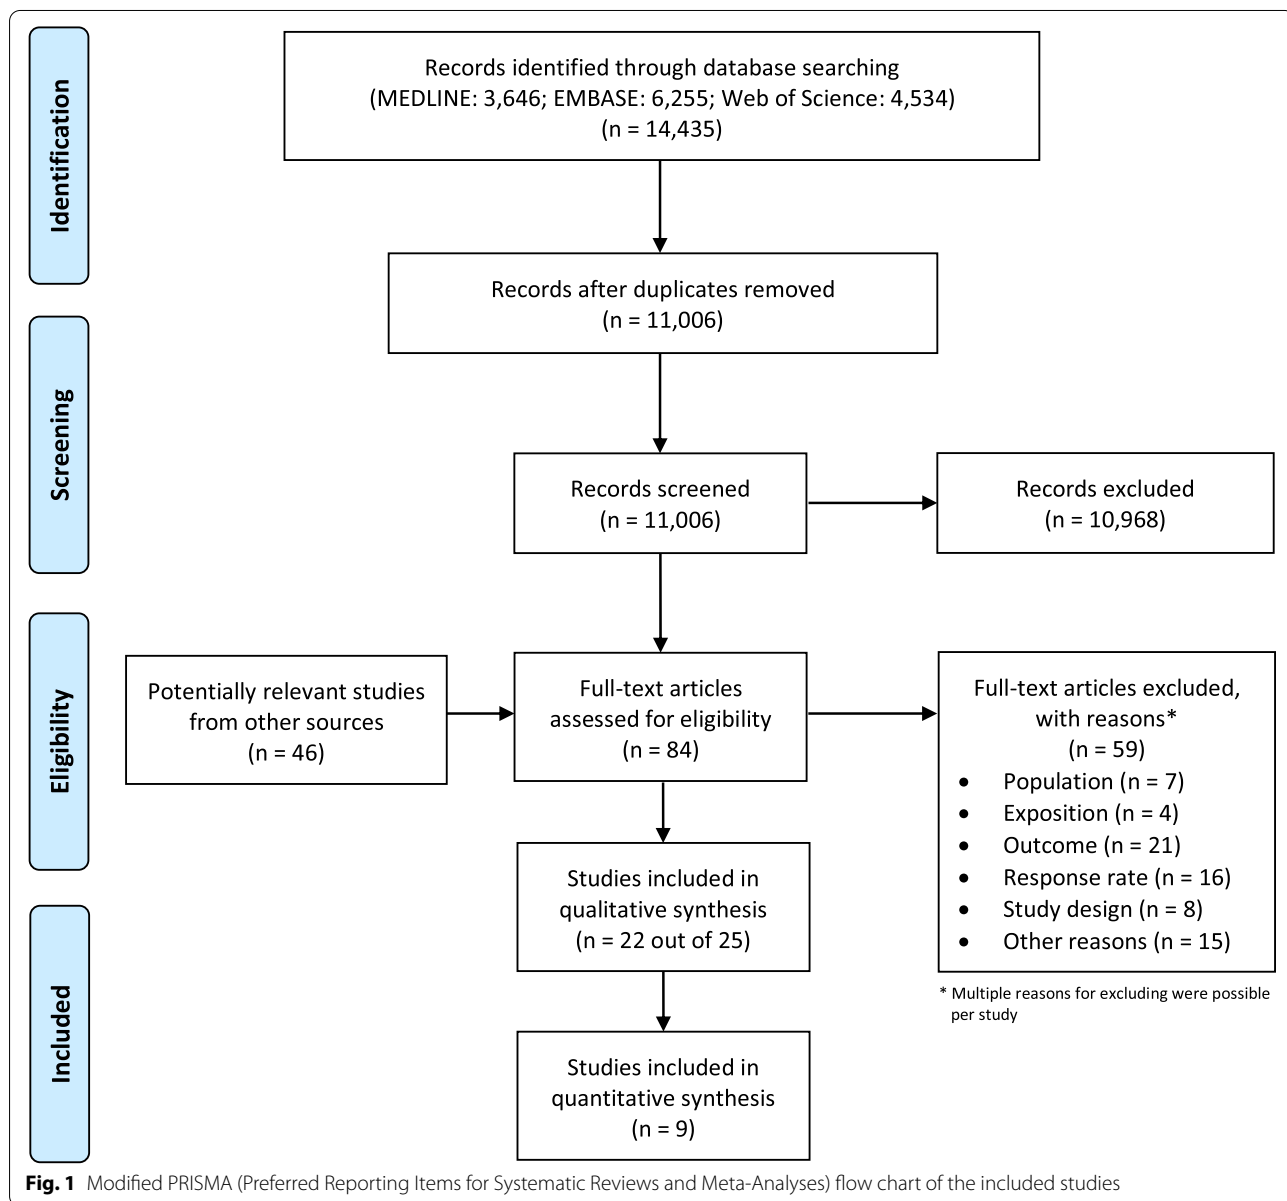 Identification
Records identified through database searching
(MEDLINE: 3,646; EMBASE: 6,255; Web of Science: 4,534)
(n = 14,435)
Records after duplicates removed
(n = 11,006)
Screening
Records screened
(n = 11,006)
Records excluded
(n = 10,968)
Eligibility
Potentially relevant studies
from other sources
(n = 46)
Full-text articles
assessed for eligibility
(n = 84)
Full-text articles excluded,
with reasons*
(n = 59)
• Population (n = 7)
• Exposition (n = 4)
• Outcome (n = 21)
• Response rate (n = 16)
• Study design (n = 8)
• Other reasons (n = 15)
* Multiple reasons for excluding were possible
per study
Studies included in
qualitative synthesis
(n = 22 out of 25)
Included
Studies included in
quantitative synthesis
(n = 9)
Fig. 1 Modified PRISMA (Preferred Reporting Items for Systematic Reviews and Meta-Analyses) flow chart of the included studies